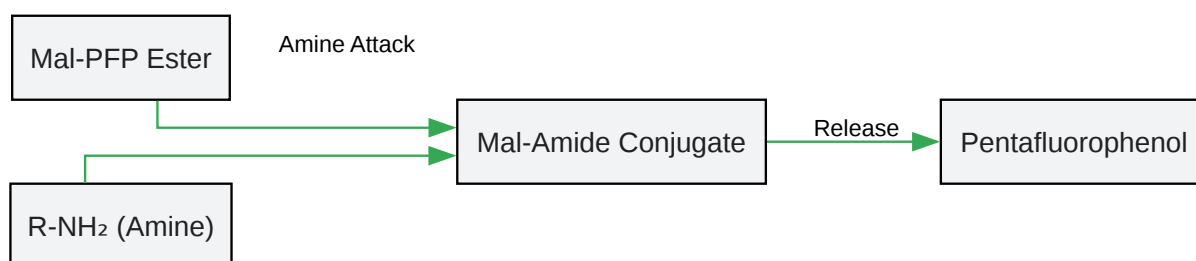 Mal-PFP Ester
Amine Attack
Mal-Amide Conjugate
Release
Pentafluorophenol
R-NH₂ (Amine)